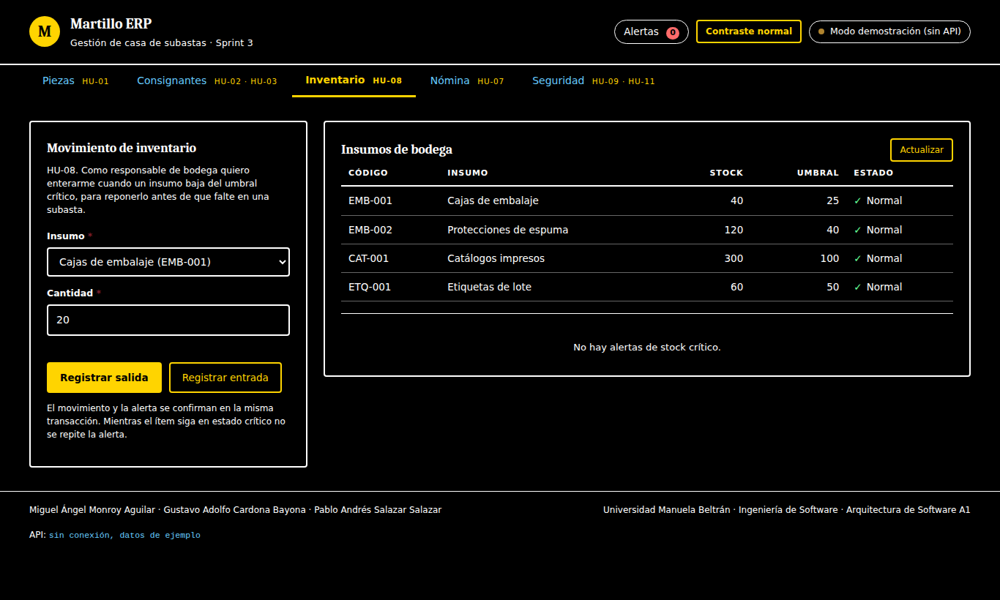 M
Martillo ERP
Gestión de casa de subastas · Sprint 3
Alertas 0
Contraste normal
Modo demostración (sin API)
Piezas HU-01
Consignantes HU-02 · HU-03
Inventario HU-08
Nómina HU-07
Seguridad HU-09 · HU-11
Movimiento de inventario
HU-08. Como responsable de bodega quiero
enterarme cuando un insumo baja del umbral
crítico, para reponerlo antes de que falte en una
subasta.
Insumo *
Cajas de embalaje (EMB-001)
Cantidad *
20
Registrar salida
Registrar entrada
El movimiento y la alerta se confirman en la misma
transacción. Mientras el ítem siga en estado crítico no
se repite la alerta.
Insumos de bodega
Actualizar
CÓDIGO INSUMO STOCK UMBRAL ESTADO
EMB-001 Cajas de embalaje 40 25 ✓ Normal
EMB-002 Protecciones de espuma 120 40 ✓ Normal
CAT-001 Catálogos impresos 300 100 ✓ Normal
ETQ-001 Etiquetas de lote 60 50 ✓ Normal
No hay alertas de stock crítico.
Miguel Ángel Monroy Aguilar · Gustavo Adolfo Cardona Bayona · Pablo Andrés Salazar Salazar
Universidad Manuela Beltrán · Ingeniería de Software · Arquitectura de Software A1
API: sin conexión, datos de ejemplo